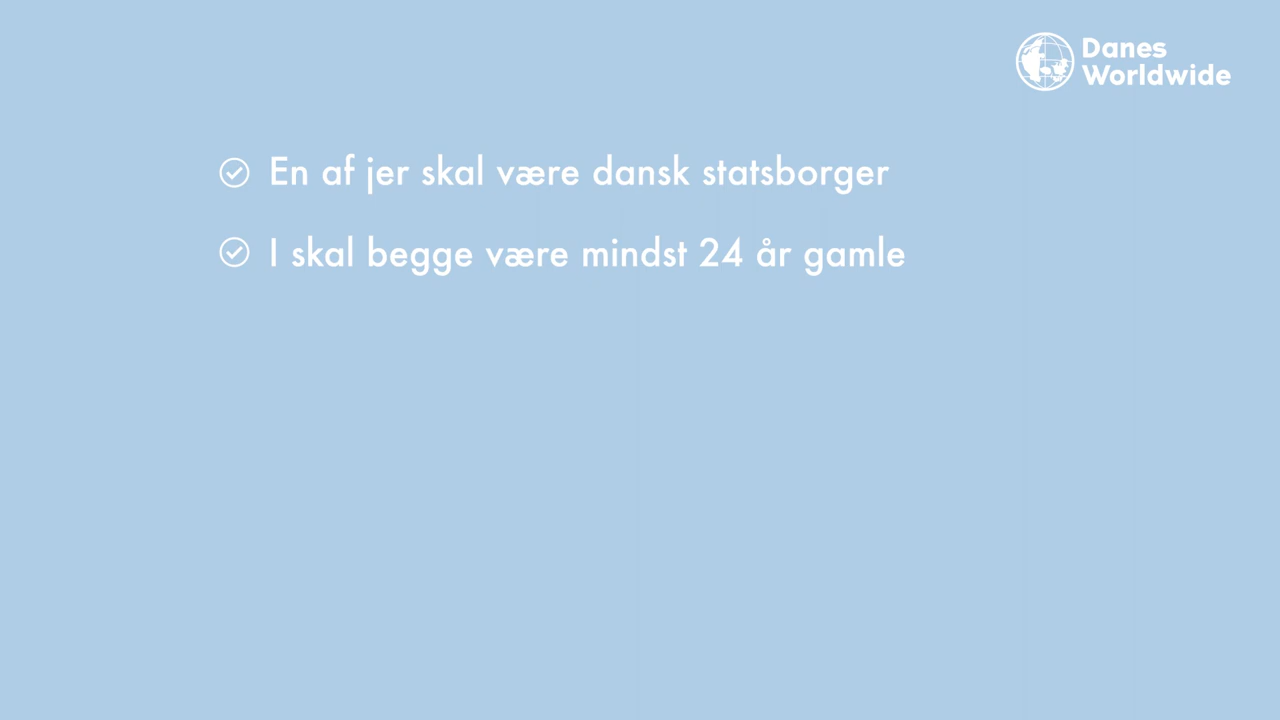 Danes
Worldwide
En af jer skal være dansk statsborger
I skal begge være mindst 24 år gamle